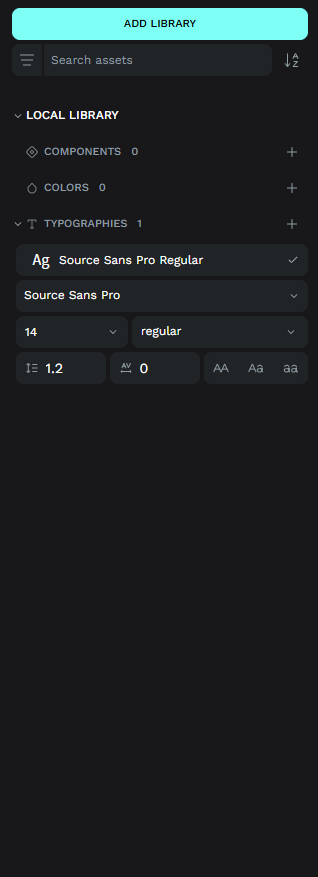 ADD LIBRARY
Search assets
LOCAL LIBRARY
COMPONENTS 0
COLORS 0
TYPOGRAPHIES 1
Ag Source Sans Pro Regular
Source Sans Pro
14 regular
1.2 AV 0 AA Aa aa